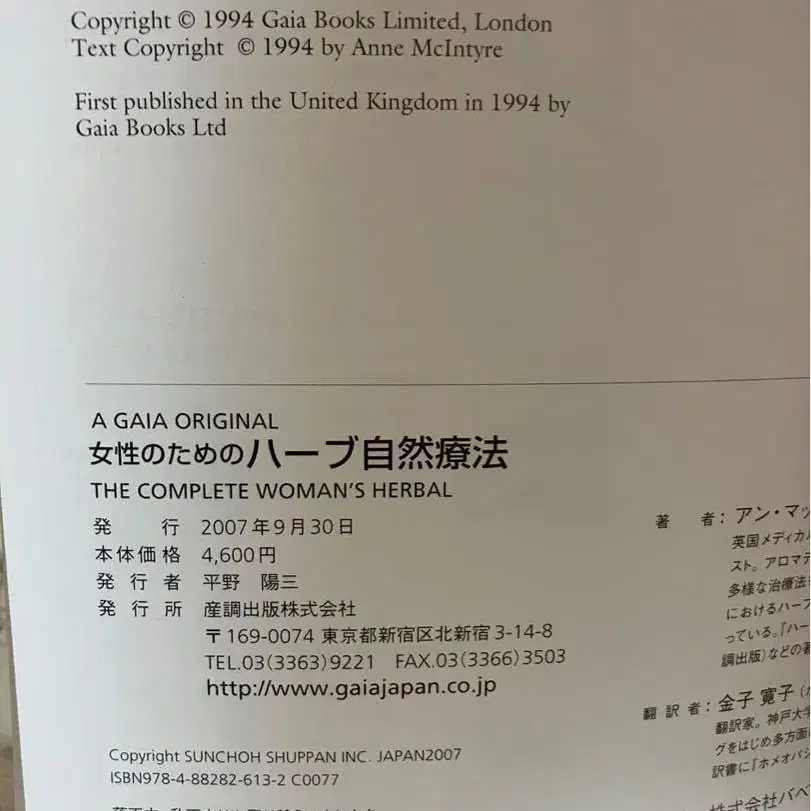 Copyright © 1994 Gaia Books Limited, London
Text Copyright © 1994 by Anne McIntyre
First published in the United Kingdom in 1994 by
Gaia Books Ltd
A GAIA ORIGINAL
女性のためのハーブ自然療法
THE COMPLETE WOMAN'S HERBAL
発 行 2007年9月30日
本体価格 4,600円
発行者 平野 陽三
発行所 産調出版株式会社
〒169-0074 東京都新宿区北新宿3-14-8
TEL.03(3363)9221 FAX.03(3366)3503
http://www.gaiajapan.co.jp
Copyright SUNCHOH SHUPPAN INC. JAPAN2007
ISBN978-4-88282-613-2 C0077
著 者：アン・マッ
英国メディカル
スト。アロマテ
多様な治療法
におけるハーブ
っている。『ハー
調出版)などの著
翻訳者：金子 寛子
翻訳家。神戸大学
グをはじめ多方面
訳書に『ホメオパシ
株式会社バベ